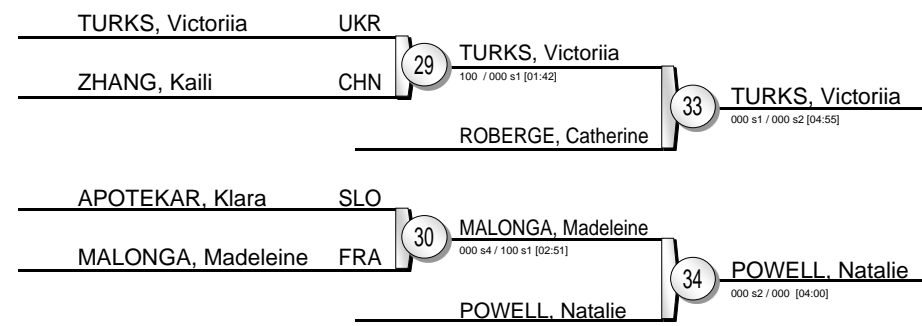 TURKS, Victoriia UKR
ZHANG, Kaili CHN
29
TURKS, Victoriia
100 / 000 s1 [01:42]
ROBERGE, Catherine
33
TURKS, Victoriia
000 s1 / 000 s2 [04:55]
APOTEKAR, Klara SLO
MALONGA, Madeleine FRA
30
MALONGA, Madeleine
000 s4 / 100 s1 [02:51]
POWELL, Natalie
34
POWELL, Natalie
000 s2 / 000 [04:00]